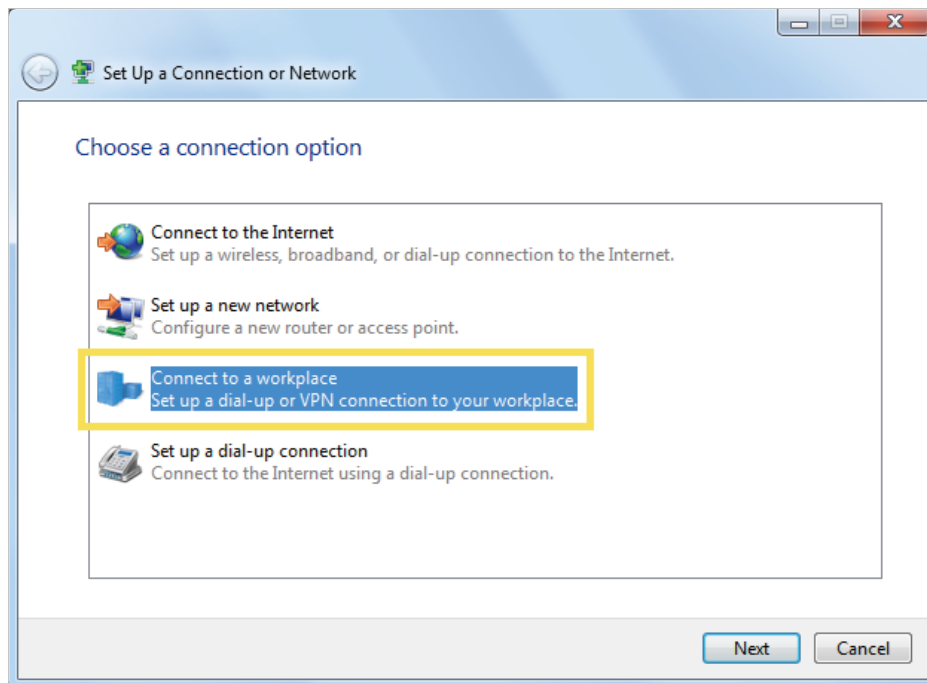 Set Up a Connection or Network
Choose a connection option
Connect to the Internet
Set up a wireless, broadband, or dial-up connection to the Internet.
Set up a new network
Configure a new router or access point.
Connect to a workplace
Set up a dial-up or VPN connection to your workplace.
Set up a dial-up connection
Connect to the Internet using a dial-up connection.
Next Cancel